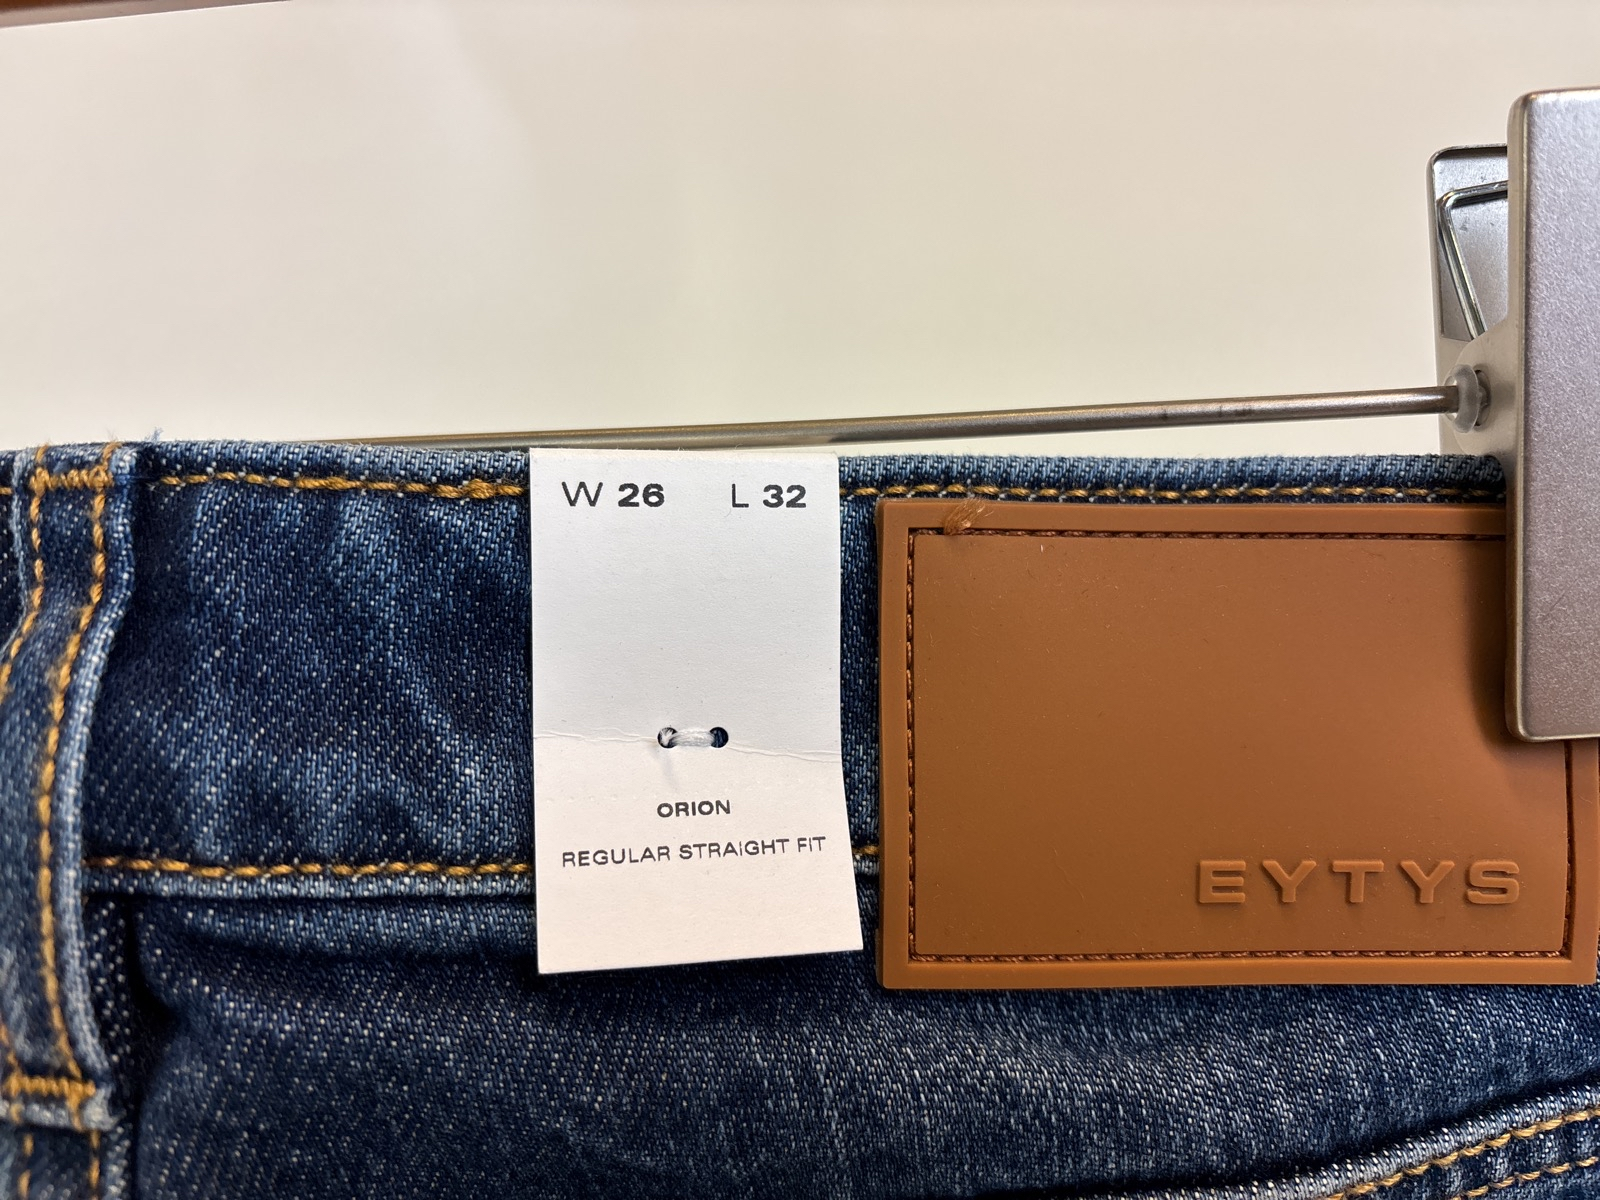 W 26 L 32
ORION
REGULAR STRAIGHT FIT
EYTYS